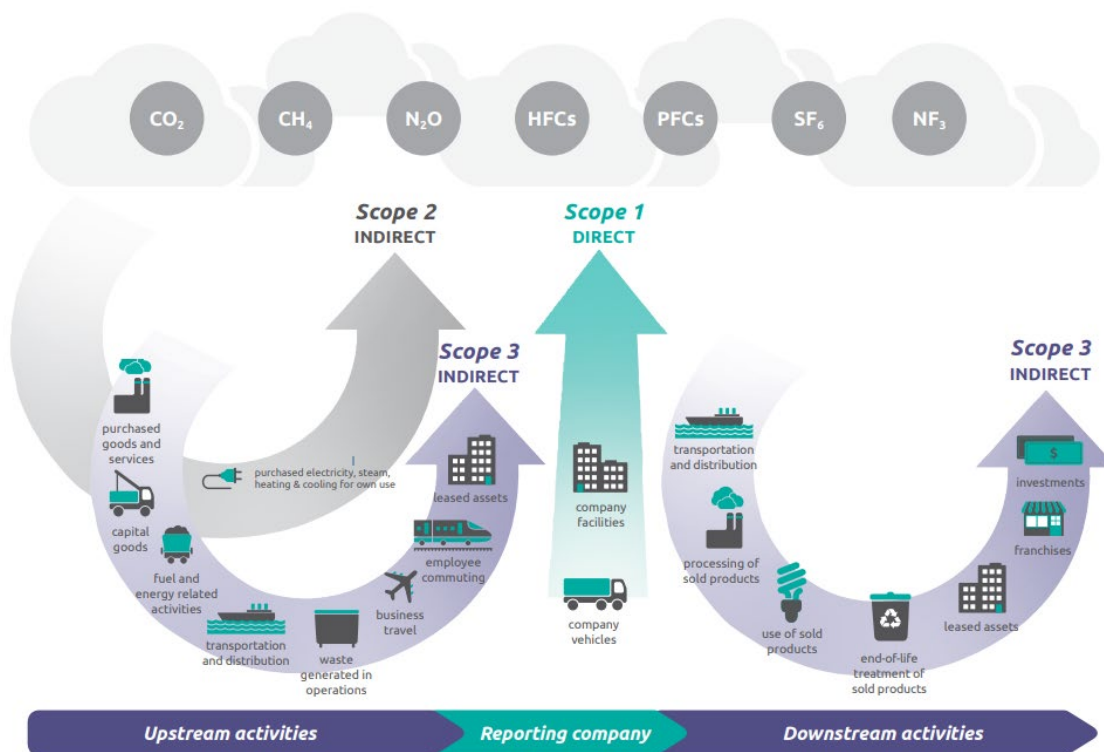 CO₂
CH₄
N₂O
HFCs
PFCs
SF₆
NF₃
Scope 2
INDIRECT
Scope 1
DIRECT
Scope 3
INDIRECT
Scope 3
INDIRECT
purchased
goods and
services
capital
goods
fuel and
energy related
activities
transportation
and distribution
waste
generated in
operations
business
travel
employee
commuting
leased assets
purchased electricity, steam,
heating & cooling for own use
company
facilities
company
vehicles
transportation
and distribution
processing of
sold products
use of sold
products
end-of-life
treatment of
sold products
leased assets
franchises
$
investments
Upstream activities
Reporting company
Downstream activities